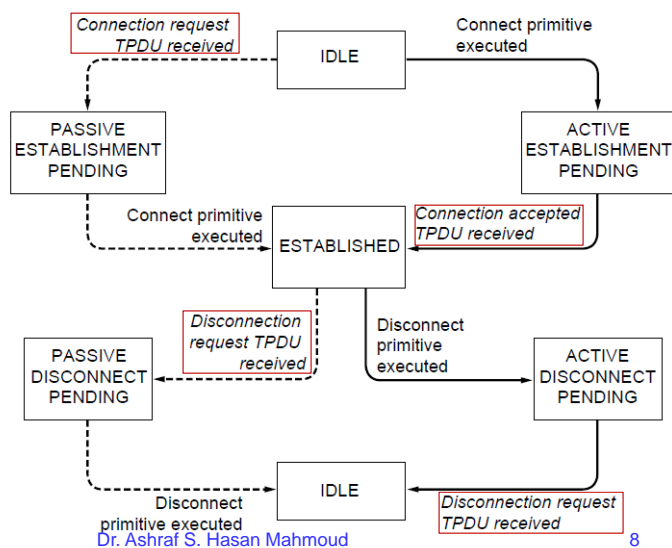 Connection request
TPDU received
IDLE
Connect primitive
executed
PASSIVE
ESTABLISHMENT
PENDING
ACTIVE
ESTABLISHMENT
PENDING
Connect primitive
executed
ESTABLISHED
Connection accepted
TPDU received
Disconnection
request TPDU
received
Disconnect
primitive
executed
PASSIVE
DISCONNECT
PENDING
ACTIVE
DISCONNECT
PENDING
Disconnect
primitive executed
IDLE
Disconnection request
TPDU received
Dr. Ashraf S. Hasan Mahmoud
8